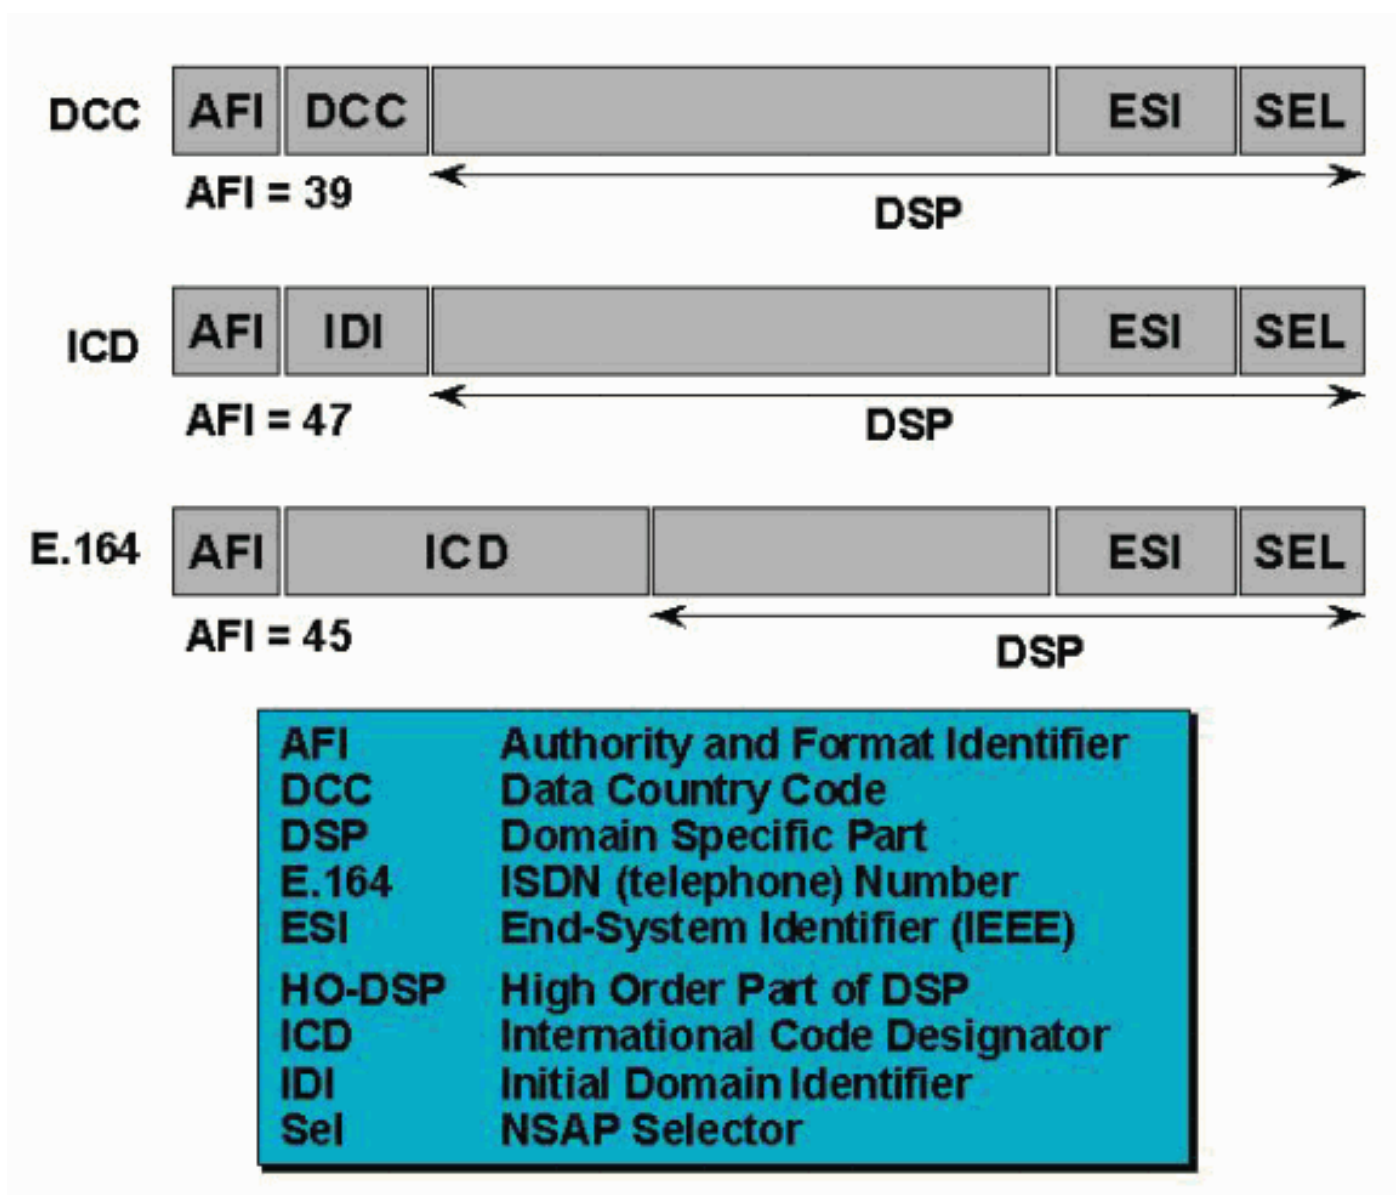 DCC AFI DCC ESI SEL
AFI = 39
DSP
ICD AFI IDI ESI SEL
AFI = 47
DSP
E.164 AFI ICD ESI SEL
AFI = 45
DSP
AFI Authority and Format Identifier
DCC Data Country Code
DSP Domain Specific Part
E.164 ISDN (telephone) Number
ESI End-System Identifier (IEEE)
HO-DSP High Order Part of DSP
ICD International Code Designator
IDI Initial Domain Identifier
Sel NSAP Selector